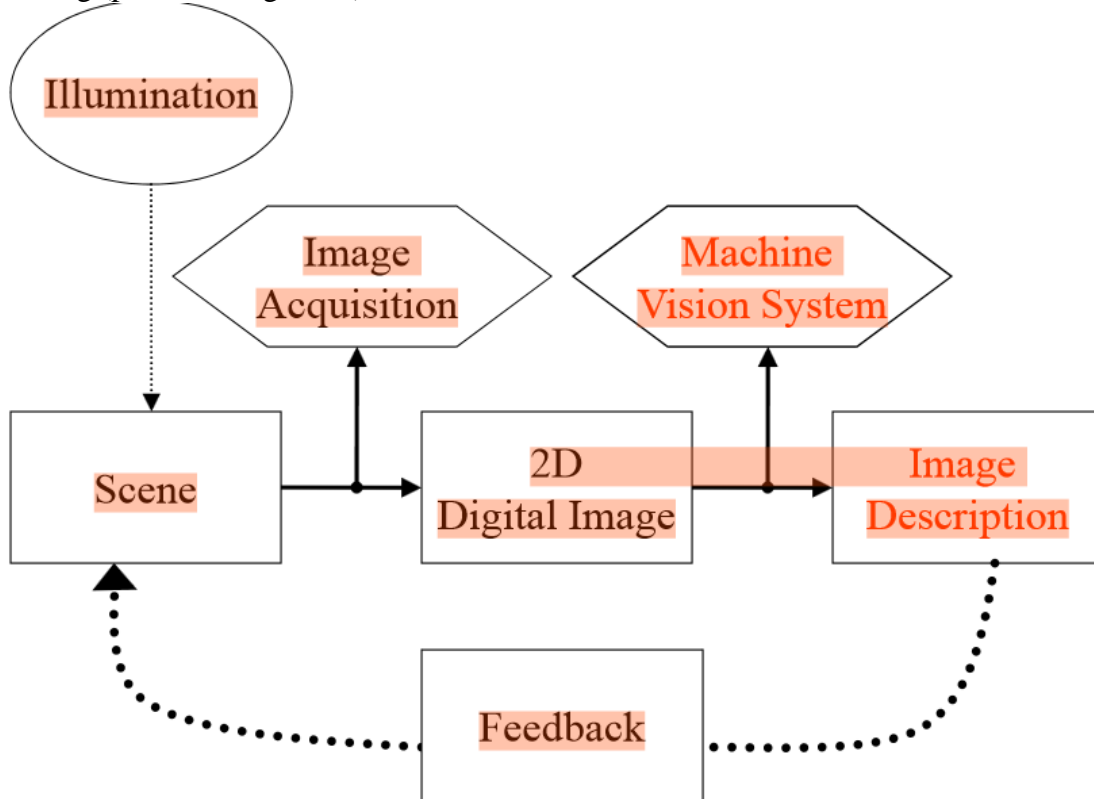 Illumination
Image
Acquisition
Machine
Vision System
Scene
2D
Digital Image
Image
Description
Feedback